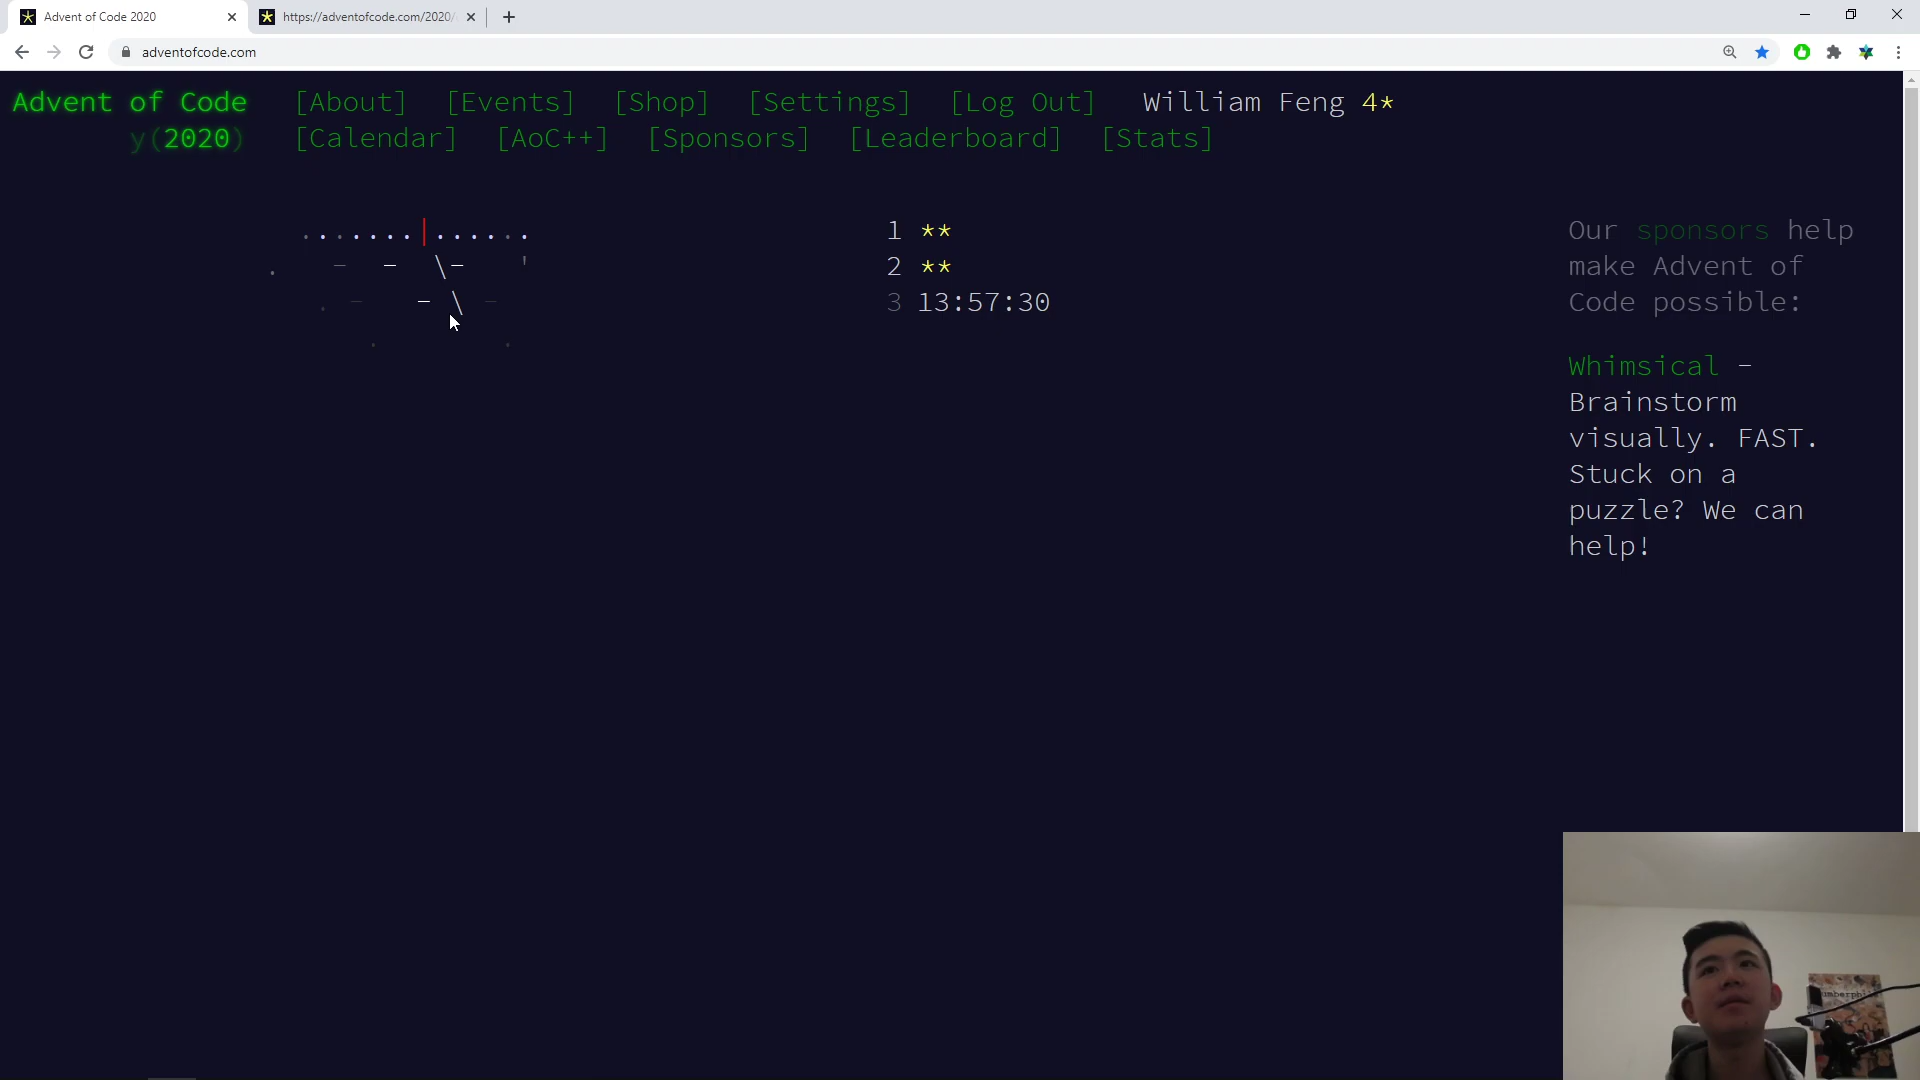 Advent of Code 2020
https://adventofcode.com/2020/
adventofcode.com
Advent of Code [About] [Events] [Shop] [Settings] [Log Out] William Feng 4*
y(2020) [Calendar] [AoC++] [Sponsors] [Leaderboard] [Stats]
1 **
2 **
3 13:57:30
Our sponsors help
make Advent of
Code possible:
Whimsical -
Brainstorm
visually. FAST.
Stuck on a
puzzle? We can
help!